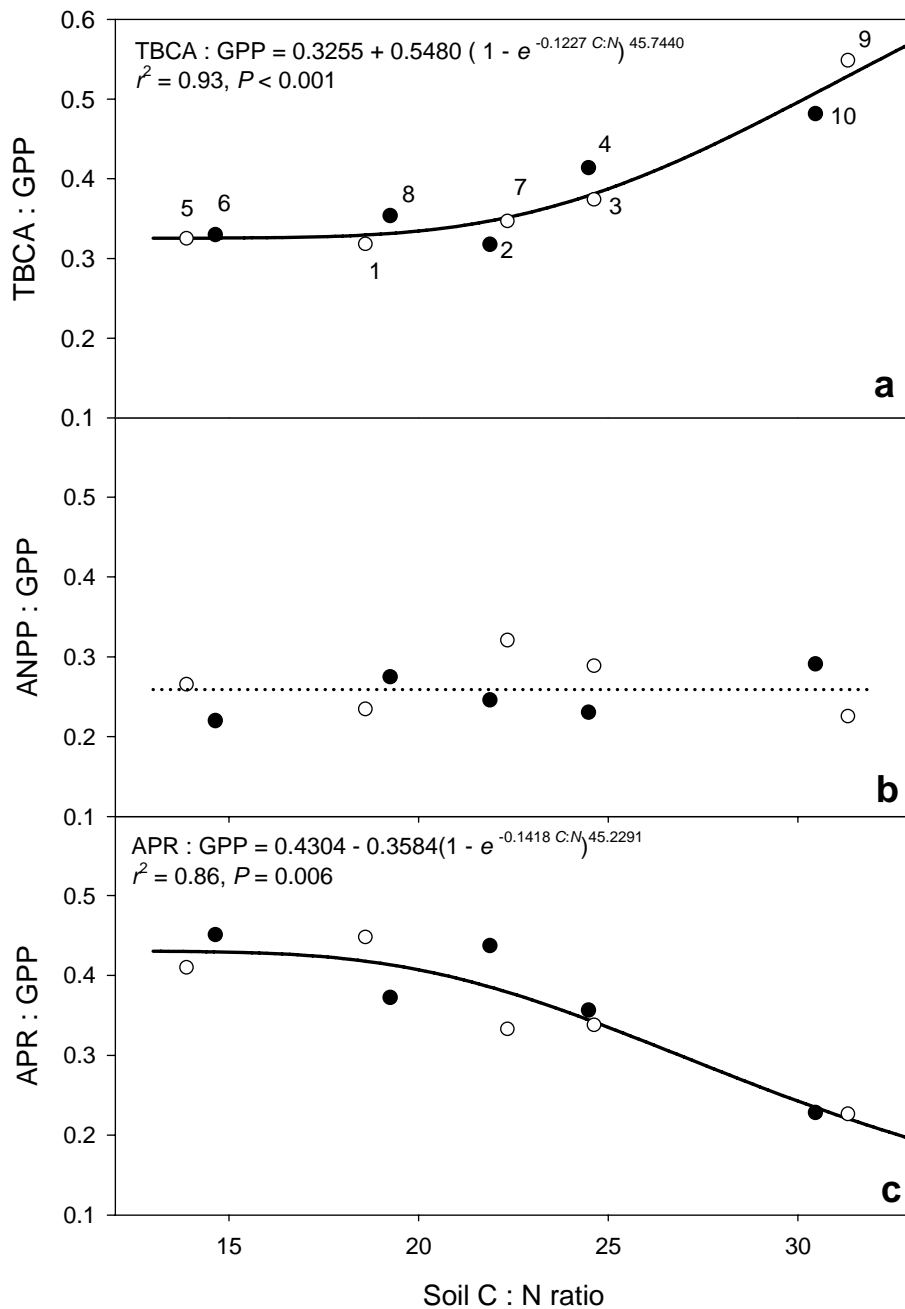 0.6
TBCA : GPP = 0.3255 + 0.5480 ( 1 - e -0.1227 C:N) 45.7440
r2 = 0.93, P < 0.001
9
0.5
10
4
0.4
5
6
8
7
3
0.3
1
2
0.2
0.1
TBCA : GPP
a
0.5
0.4
0.3
0.2
0.1
ANPP : GPP
b
APR : GPP = 0.4304 - 0.3584(1 - e -0.1418 C:N)45.2291
r2 = 0.86, P = 0.006
0.5
0.4
0.3
0.2
0.1
APR : GPP
c
15 20 25 30
Soil C : N ratio